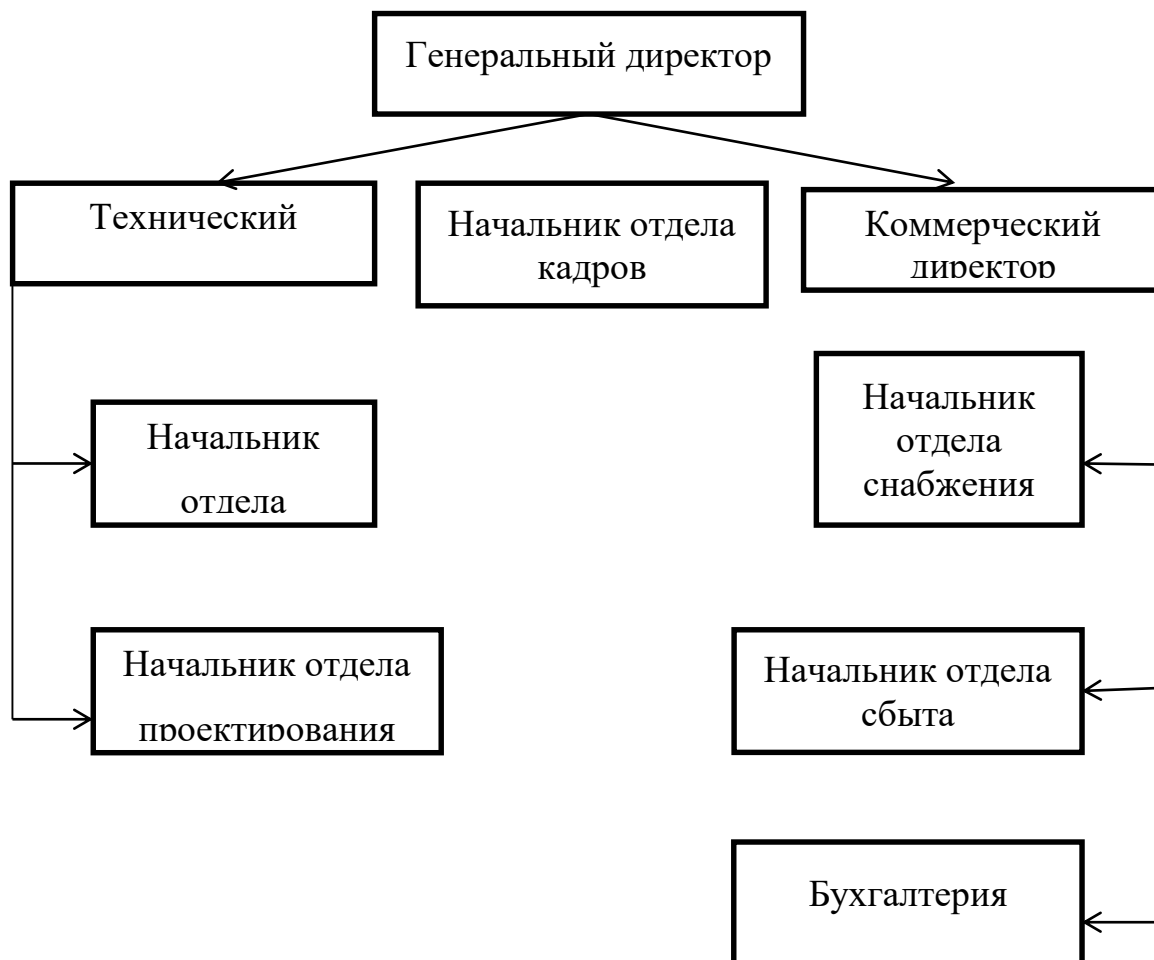 Генеральный директор
Технический
Начальник отдела
кадров
Коммерческий
директор
Начальник
отдела
Начальник
отдела
снабжения
Начальник отдела
проектирования
Начальник отдела
сбыта
Бухгалтерия